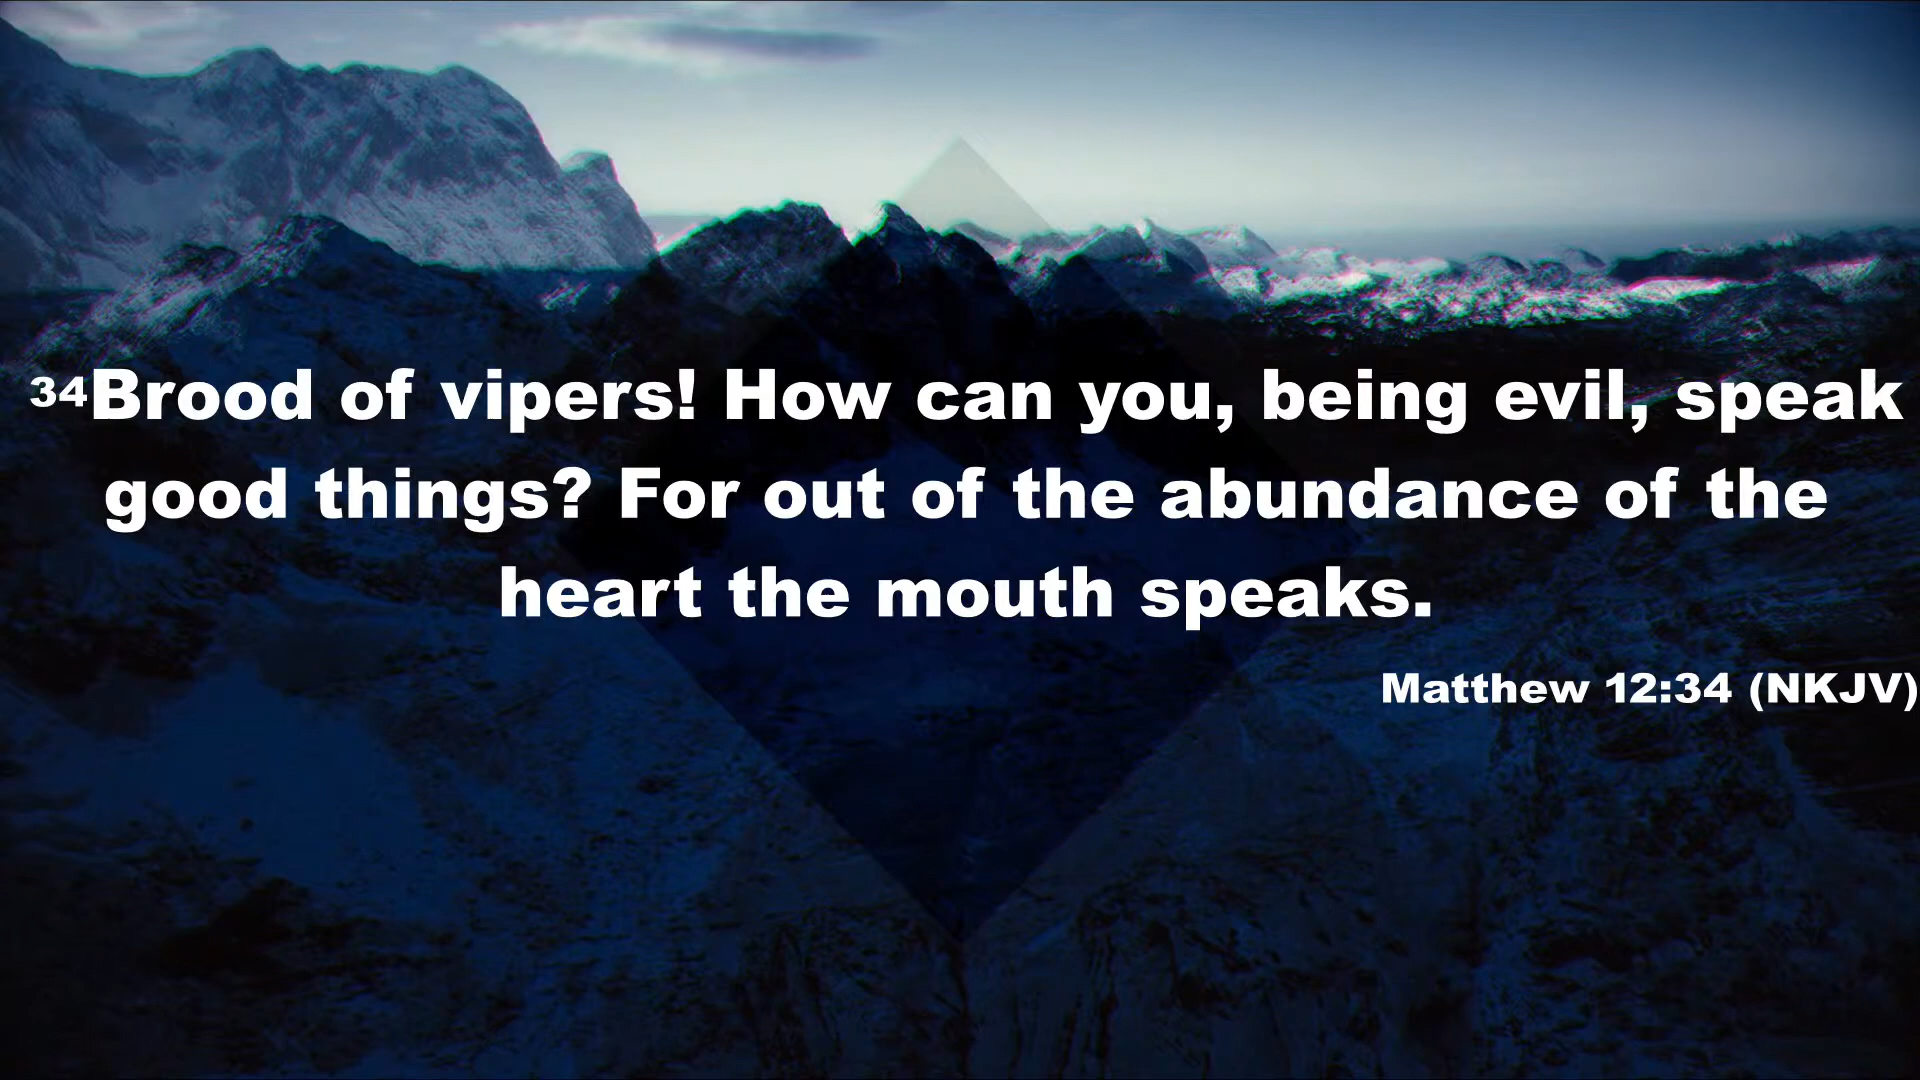 34Brood of vipers! How can you, being evil, speak
good things? For out of the abundance of the
heart the mouth speaks.
Matthew 12:34 (NKJV)